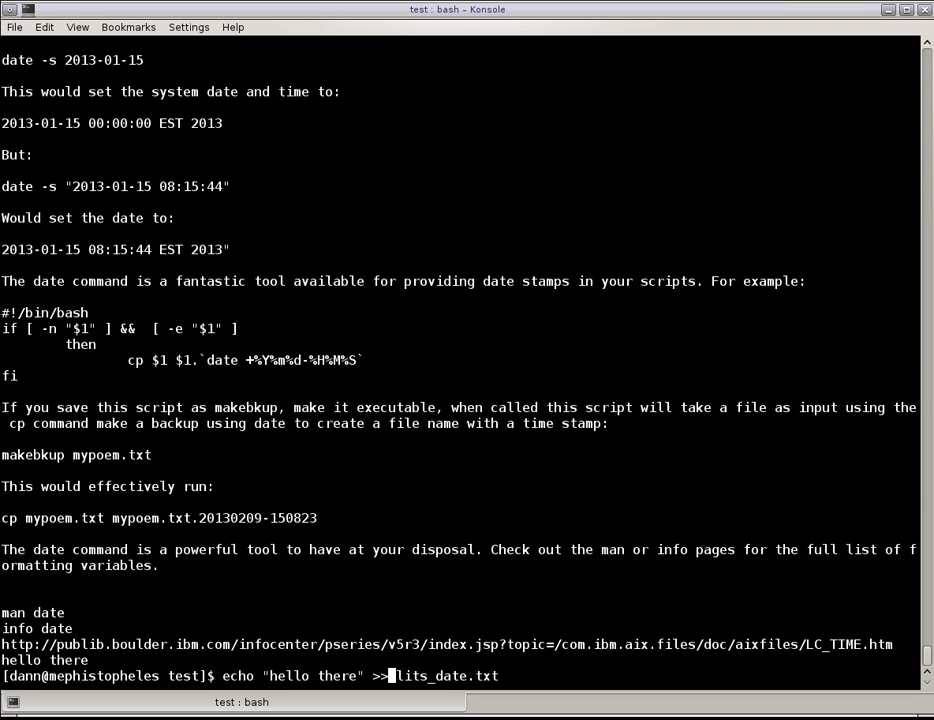 test : bash – Konsole
File Edit View Bookmarks Settings Help
date -s 2013-01-15
This would set the system date and time to:
2013-01-15 00:00:00 EST 2013
But:
date -s "2013-01-15 08:15:44"
Would set the date to:
2013-01-15 08:15:44 EST 2013"
The date command is a fantastic tool available for providing date stamps in your scripts. For example:
#!/bin/bash
if [ -n "$1" ] &&  [ -e "$1" ]
then
cp $1 $1.`date +%Y%m%d-%H%M%S`
fi
If you save this script as makebkup, make it executable, when called this script will take a file as input using the
cp command make a backup using date to create a file name with a time stamp:
makebkup mypoem.txt
This would effectively run:
cp mypoem.txt mypoem.txt.20130209-150823
The date command is a powerful tool to have at your disposal. Check out the man or info pages for the full list of f
ormatting variables.
man date
info date
http://publib.boulder.ibm.com/infocenter/pseries/v5r3/index.jsp?topic=/com.ibm.aix.files/doc/aixfiles/LC_TIME.htm
hello there
[dann@mephistopheles test]$ echo "hello there" >> lits_date.txt
test : bash